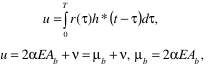 u = ∫₀ᵀ r(τ)h*(t − τ)dτ,
u = 2αEA_b + ν = μ_b + ν, μ_b = 2αEA_b,